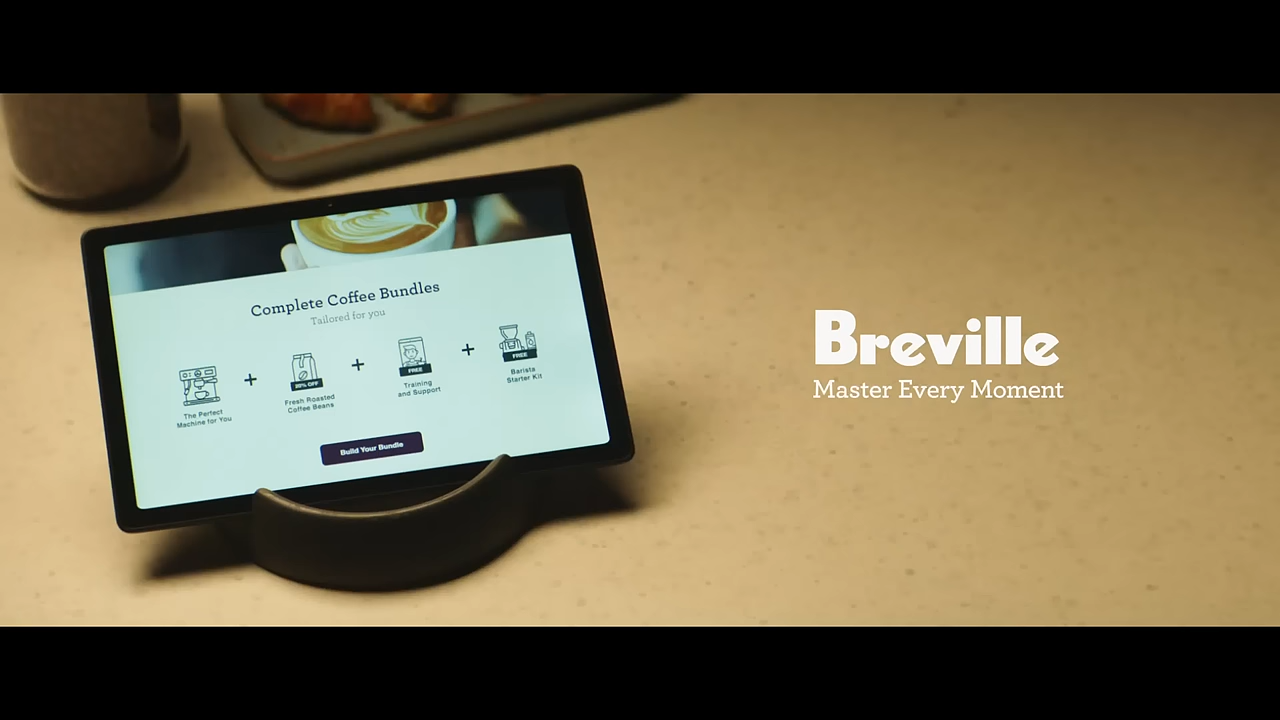 Complete Coffee Bundles
Tailored for you
The Perfect
Machine for You
+
25% OFF
Fresh Roasted
Coffee Beans
+
FREE
Training
and Support
+
FREE
Barista
Starter Kit
Build Your Bundle
Breville
Master Every Moment